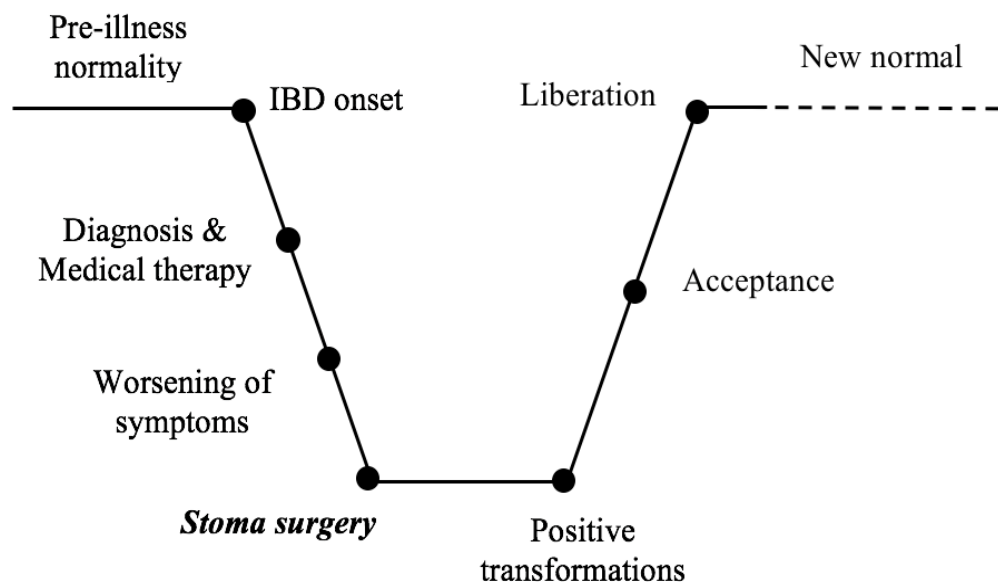 Pre-illness
normality
IBD onset
Diagnosis &
Medical therapy
Worsening of
symptoms
Stoma surgery
Positive
transformations
Acceptance
Liberation
New normal